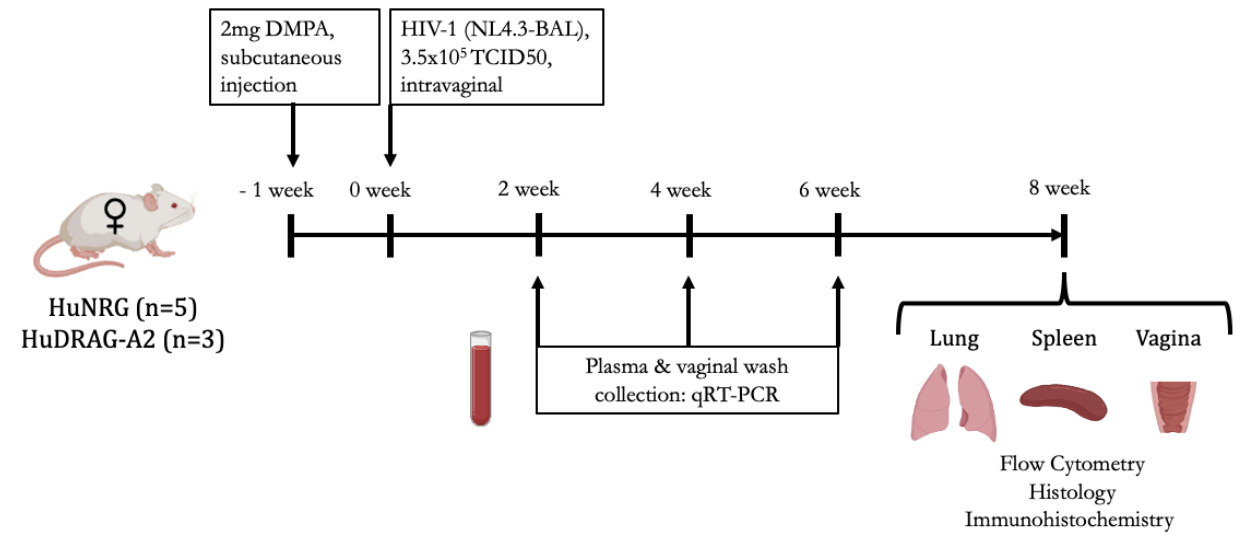 2mg DMPA,
subcutaneous
injection
HIV-1 (NL4.3-BAL),
3.5x10⁵ TCID50,
intravaginal
- 1 week
0 week
2 week
4 week
6 week
8 week
HuNRG (n=5)
HuDRAG-A2 (n=3)
Plasma & vaginal wash
collection: qRT-PCR
Lung
Spleen
Vagina
Flow Cytometry
Histology
Immunohistochemistry